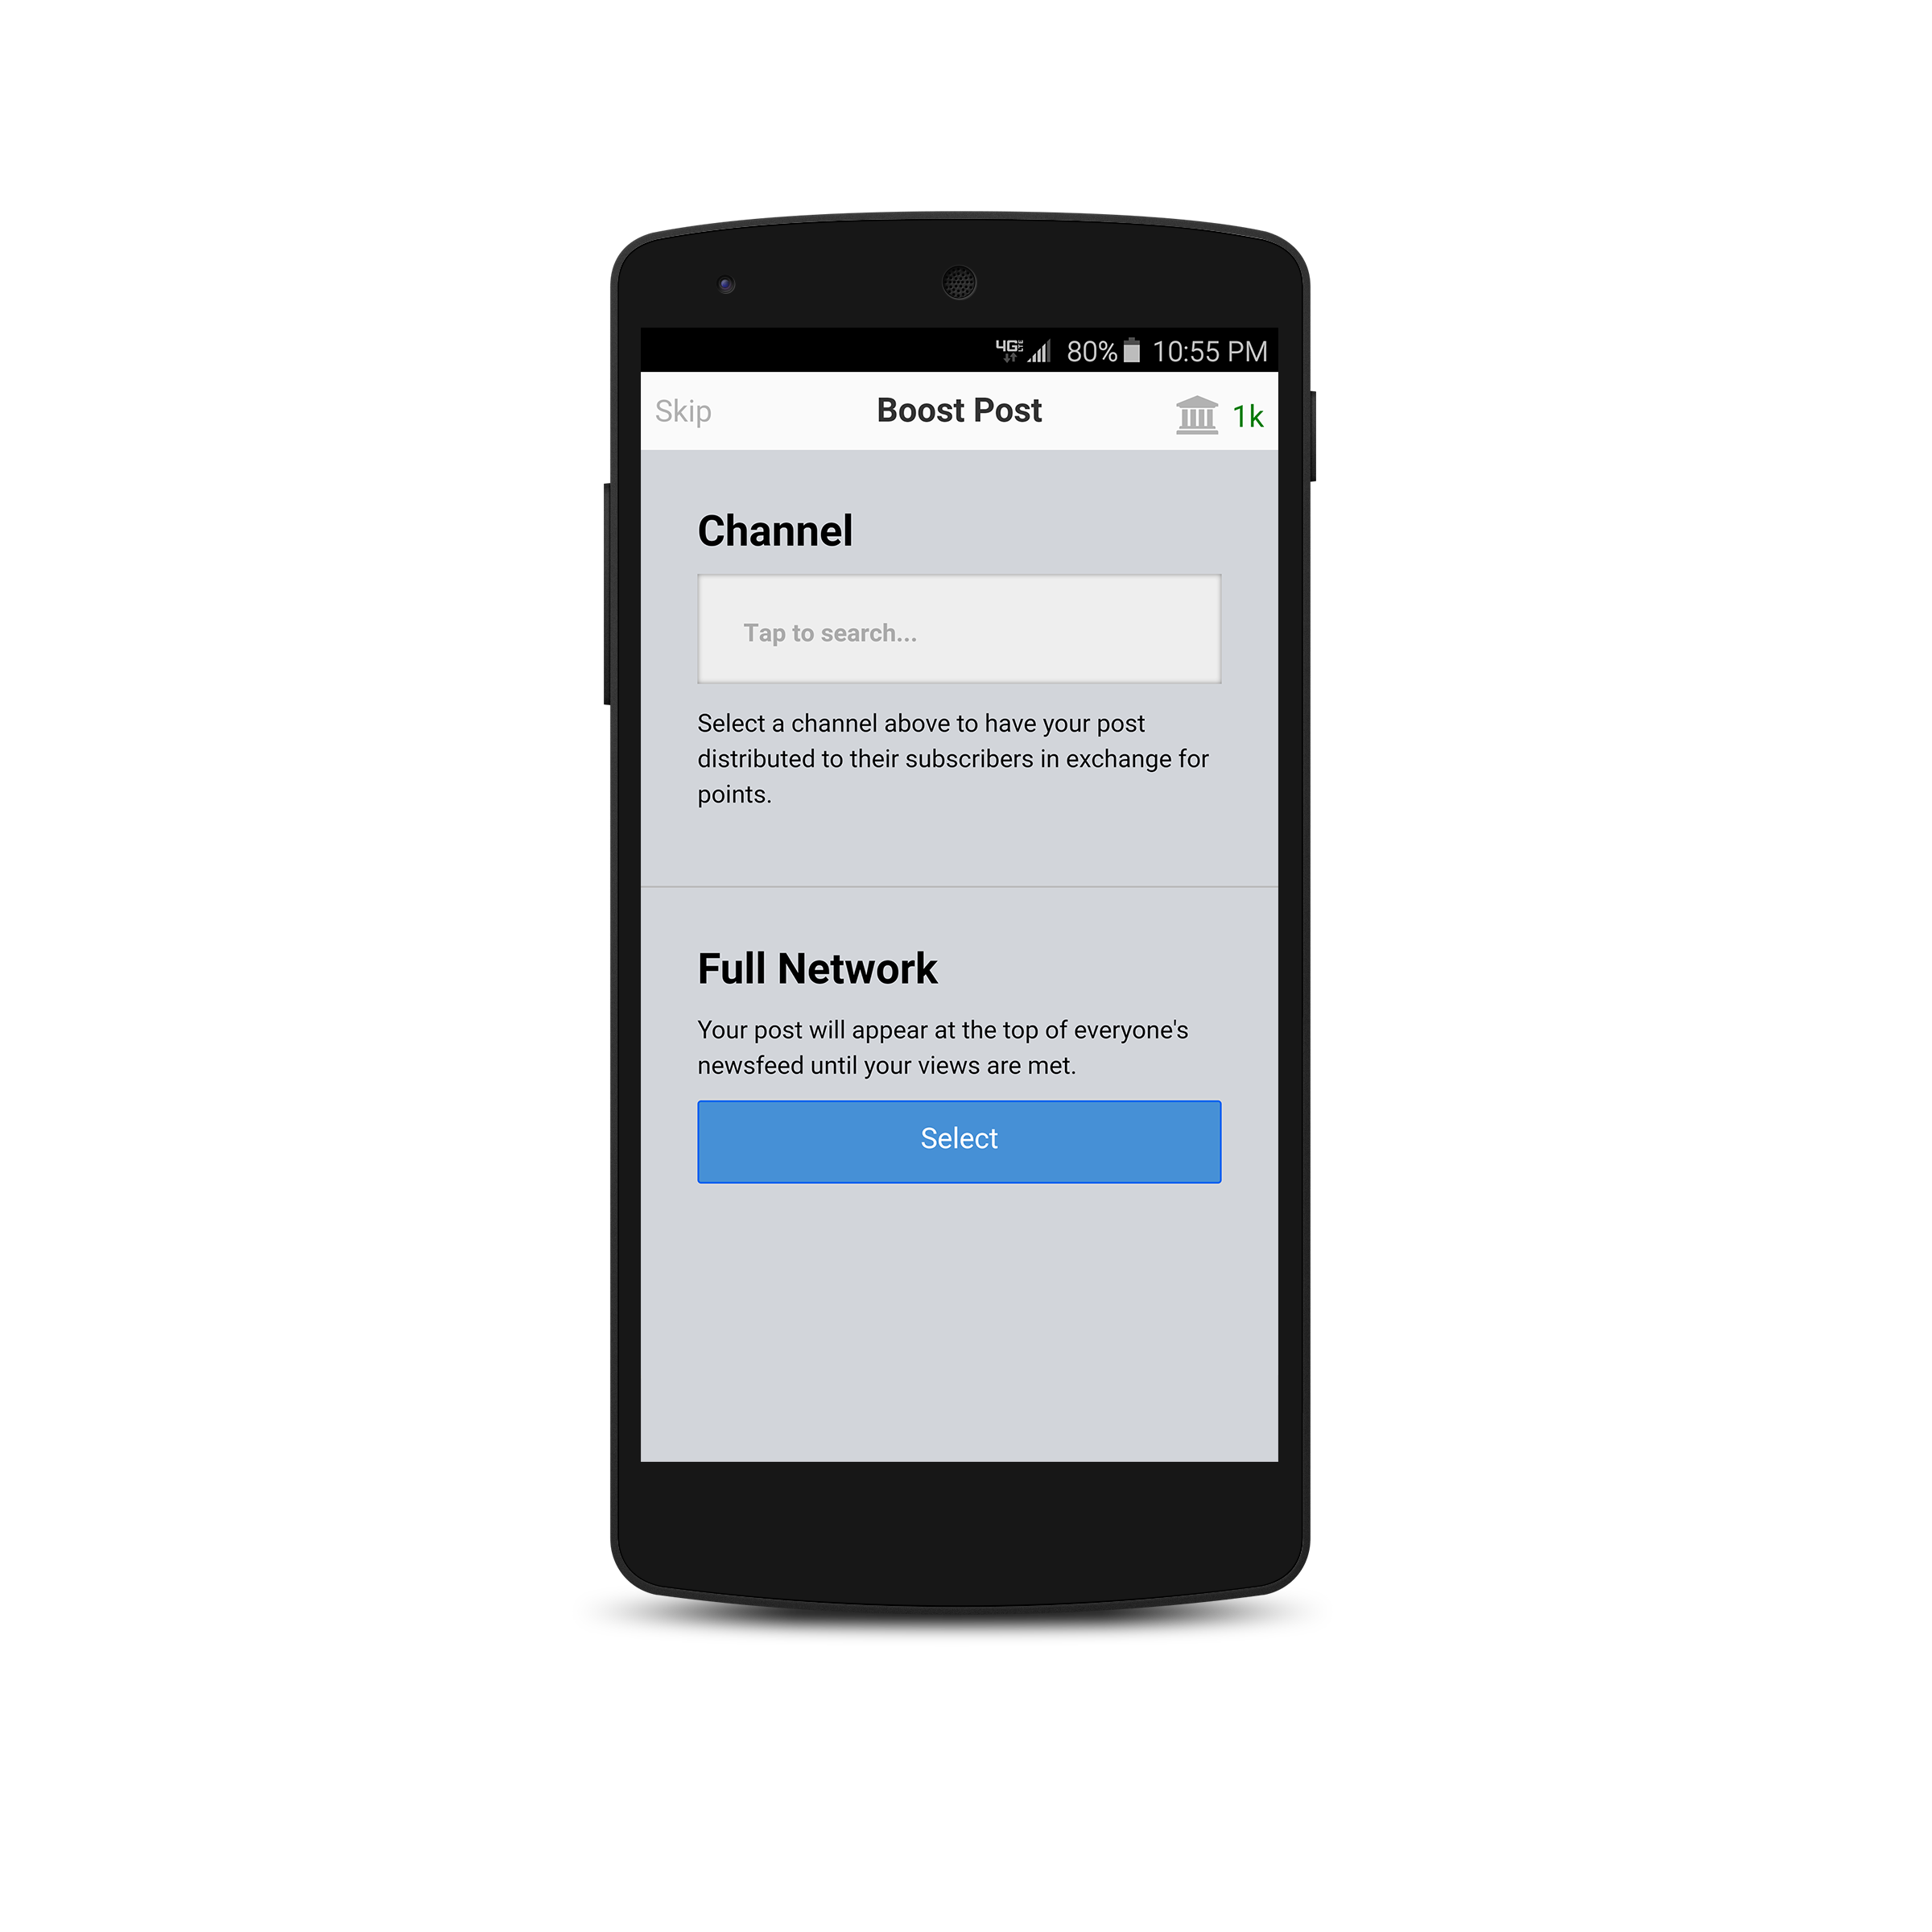 4G LTE 80% 10:55 PM
Skip Boost Post 1k
Channel
Tap to search...
Select a channel above to have your post
distributed to their subscribers in exchange for
points.
Full Network
Your post will appear at the top of everyone's
newsfeed until your views are met.
Select